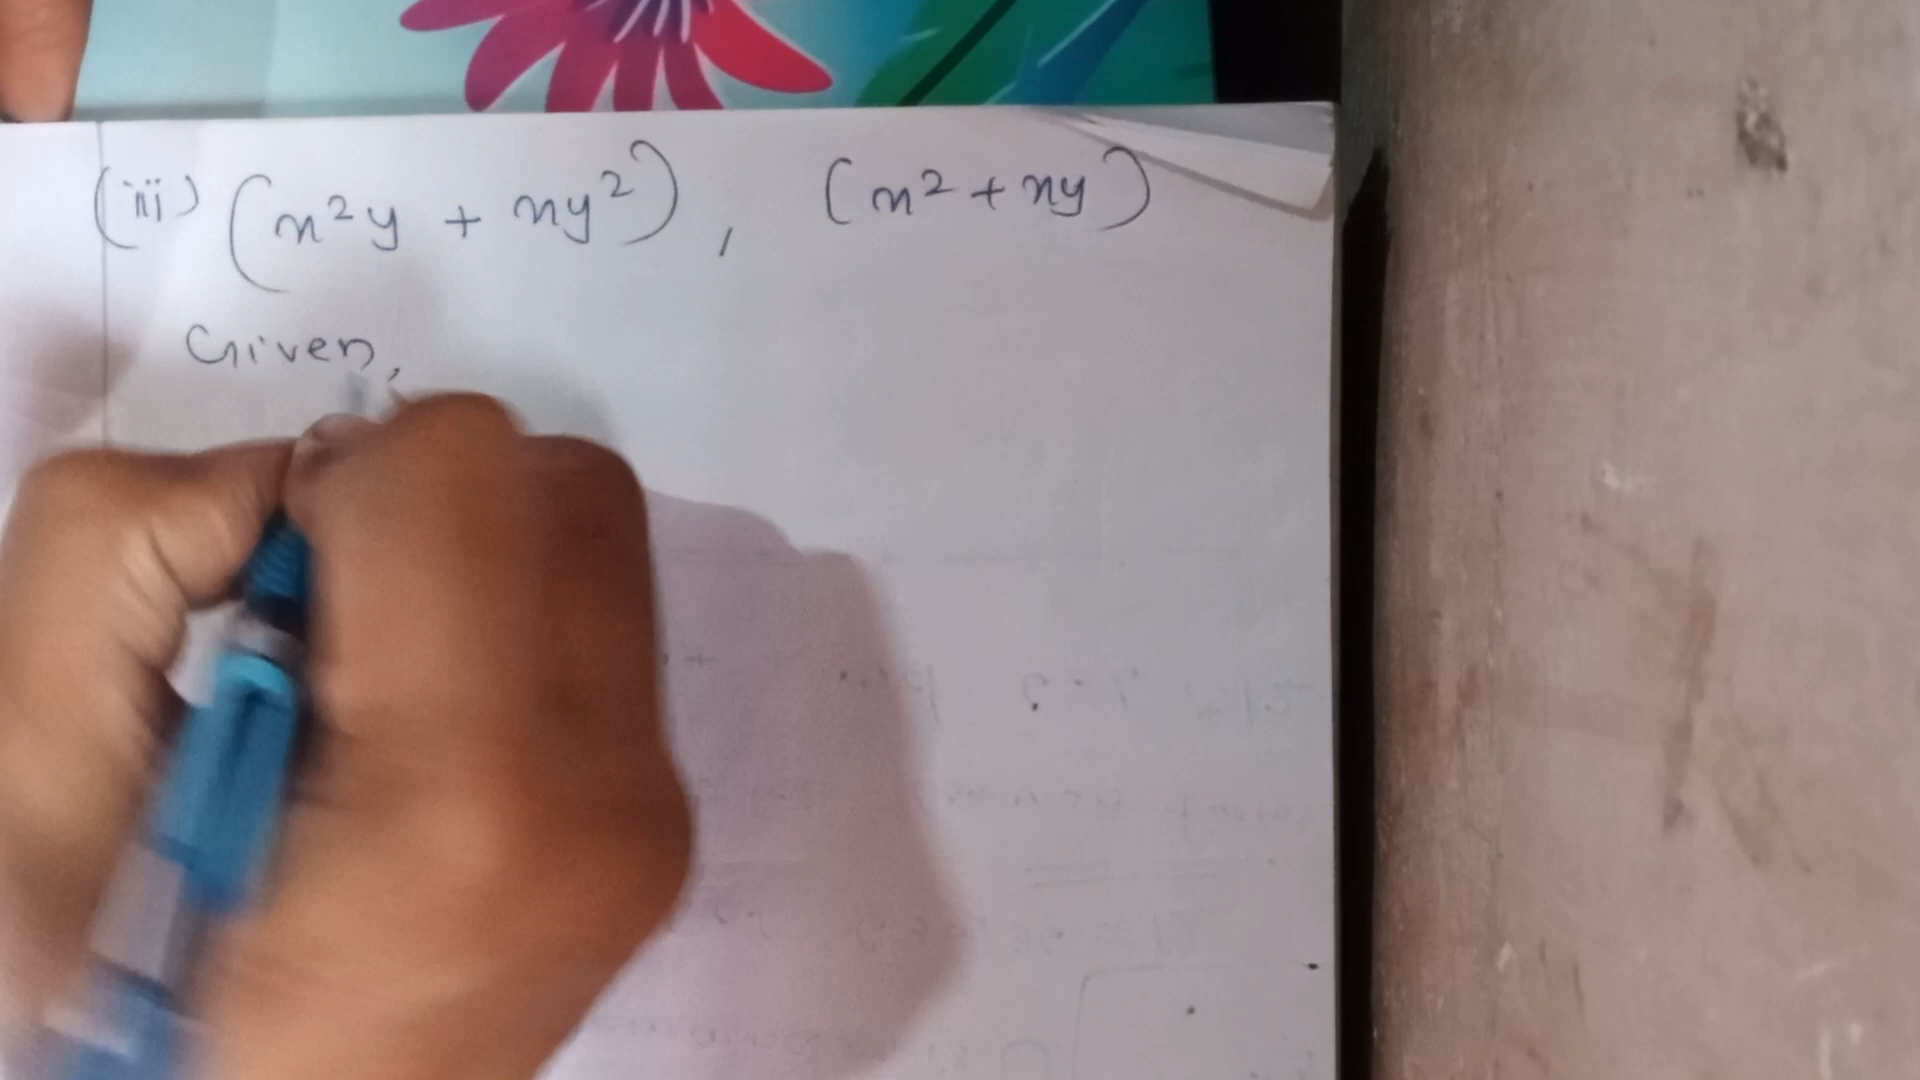 (iii) (x²y + xy²), (x² + xy)
Given,